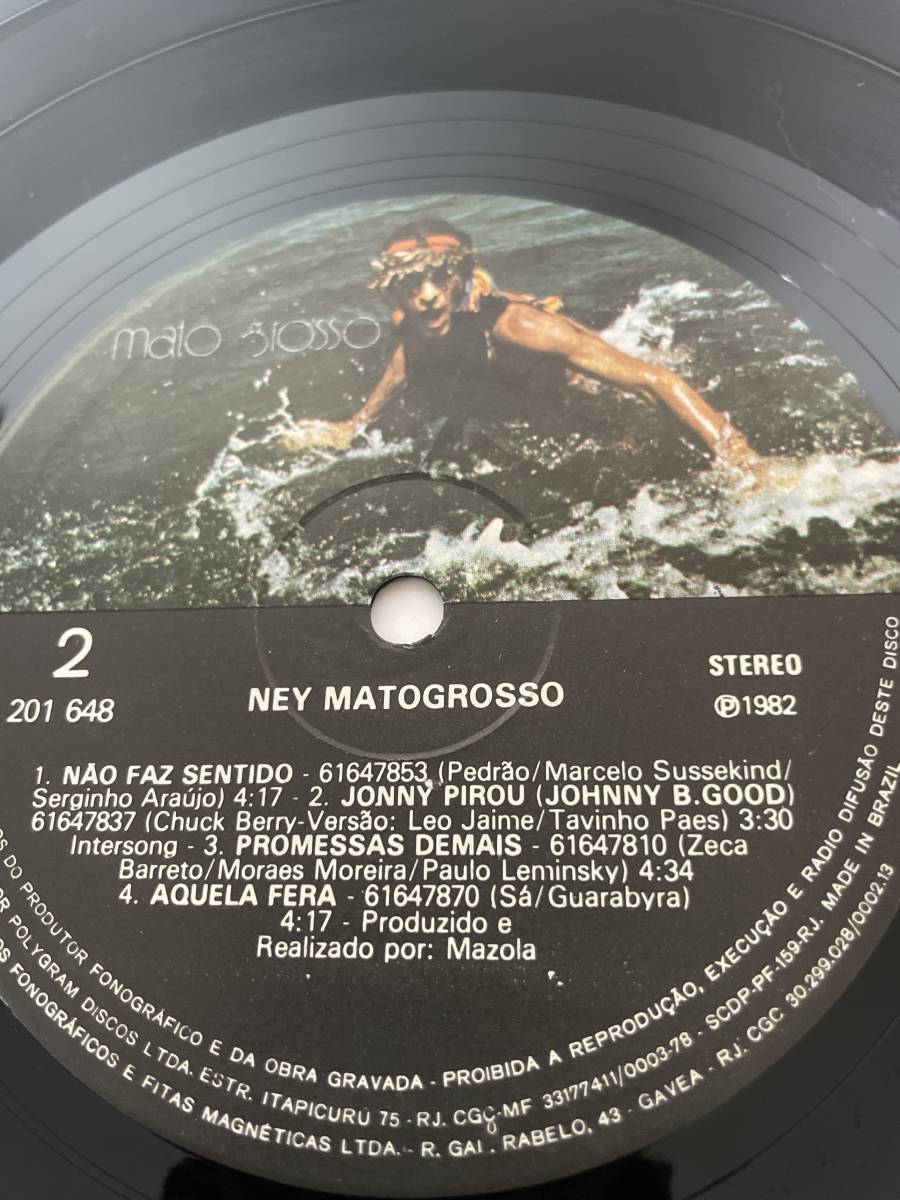 mato grosso
2
201 648
NEY MATOGROSSO
STEREO
℗1982
1. NÃO FAZ SENTIDO - 61647853 (Pedrão/Marcelo Sussekind/
Serginho Araújo) 4:17 - 2. JONNY PIROU (JOHNNY B.GOOD)
61647837 (Chuck Berry-Versão: Leo Jaime/Tavinho Paes) 3:30
Intersong - 3. PROMESSAS DEMAIS - 61647810 (Zeca
Barreto/Moraes Moreira/Paulo Leminsky) 4:34
4. AQUELA FERA - 61647870 (Sá/Guarabyra)
4:17 - Produzido e
Realizado por: Mazola
DO PRODUTOR FONOGRÁFICO E DA OBRA GRAVADA - PROIBIDA A REPRODUÇÃO, EXECUÇÃO E RADIO DIFUSÃO DESTE DISCO
POLYGRAM DISCOS LTDA. ESTR. ITAPICURÚ 75 - RJ. CGC-MF 33177411/0003-78 - SCDP-PF-159-RJ. MADE IN BRAZIL
FONOGRÁFICOS E FITAS MAGNÉTICAS LTDA. - R. GAL. RABELO, 43 - GAVEA - RJ. CGC 30.299.028/0002.13